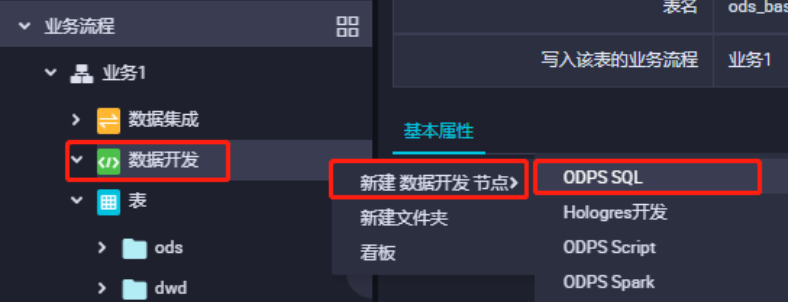 业务流程
业务1
数据集成
数据开发
表
ods
dwd
表名
写入该表的业务流程
业务1
基本属性
新建 数据开发 节点
新建文件夹
看板
ODPS SQL
Hologres开发
ODPS Script
ODPS Spark